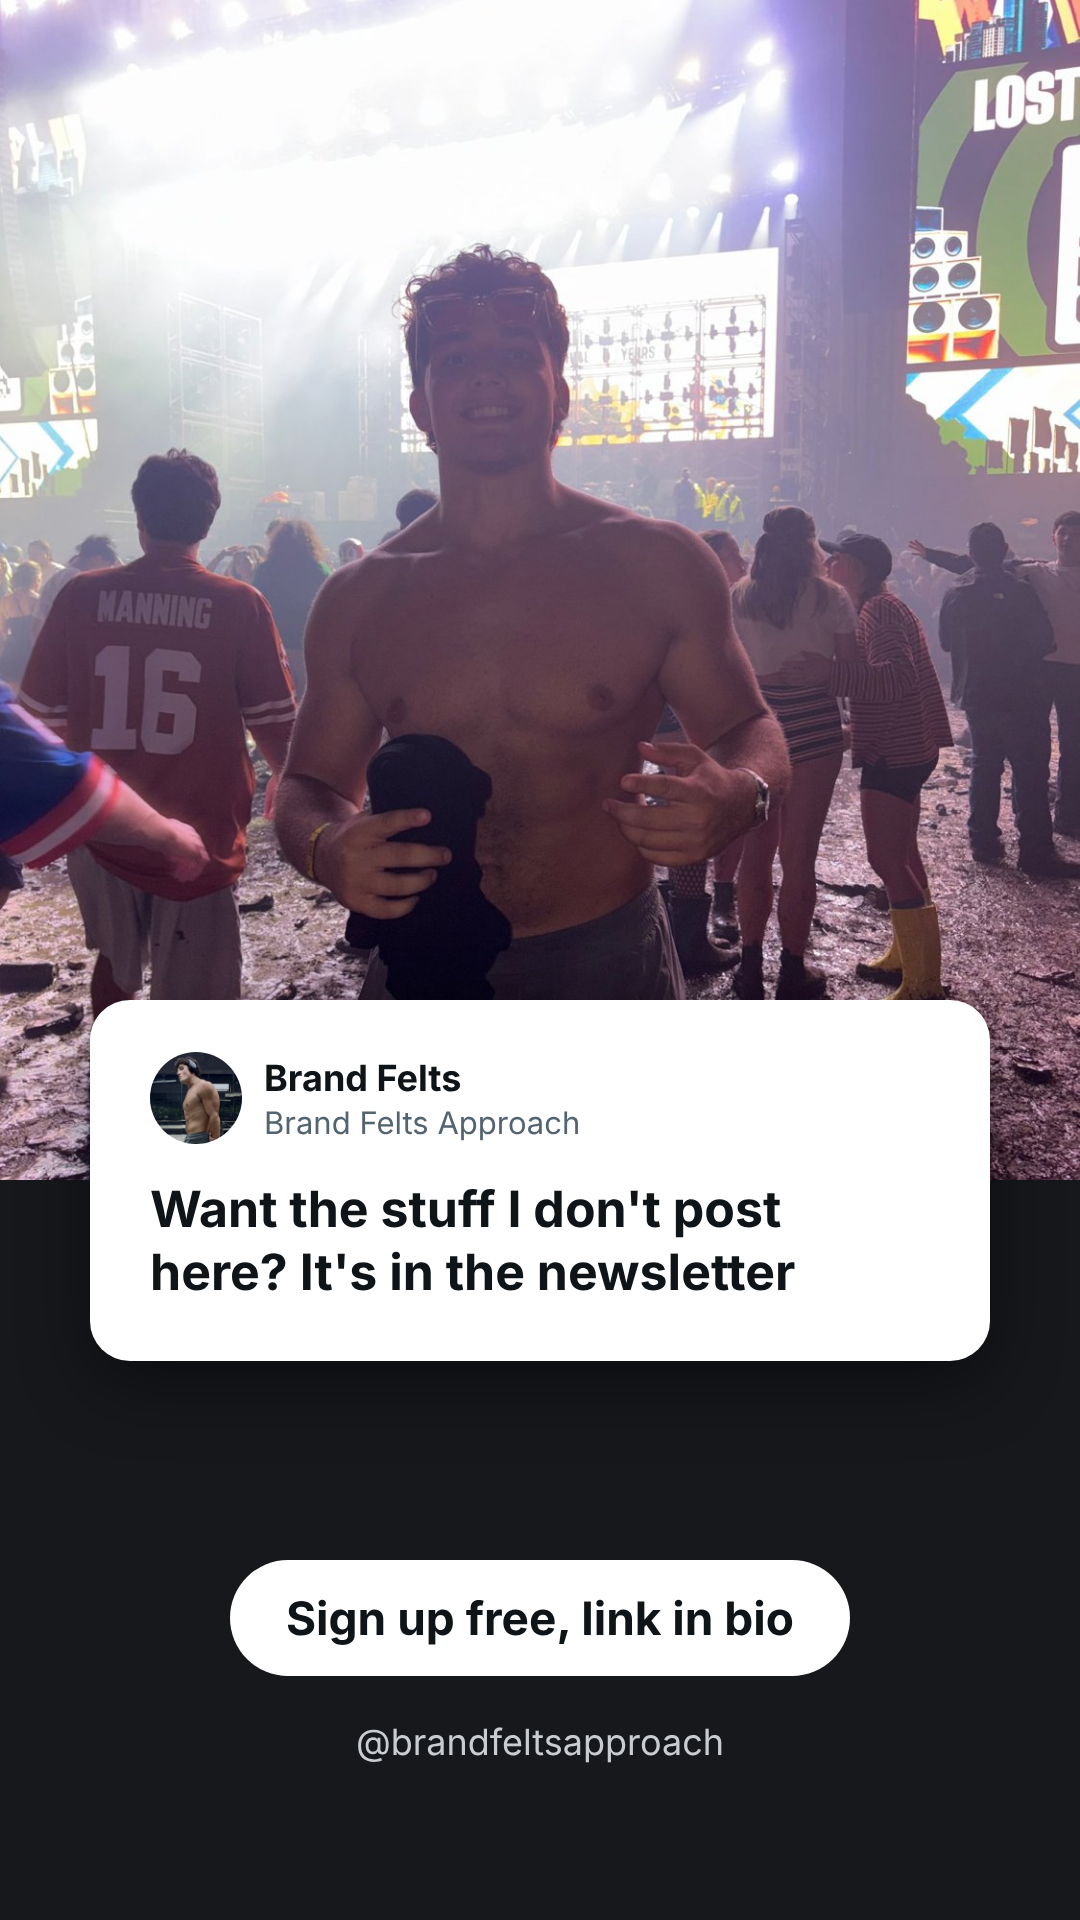 LOST
YEARS
MANNING
16
Brand Felts
Brand Felts Approach
Want the stuff I don't post
here? It's in the newsletter
Sign up free, link in bio
@brandfeltsapproach